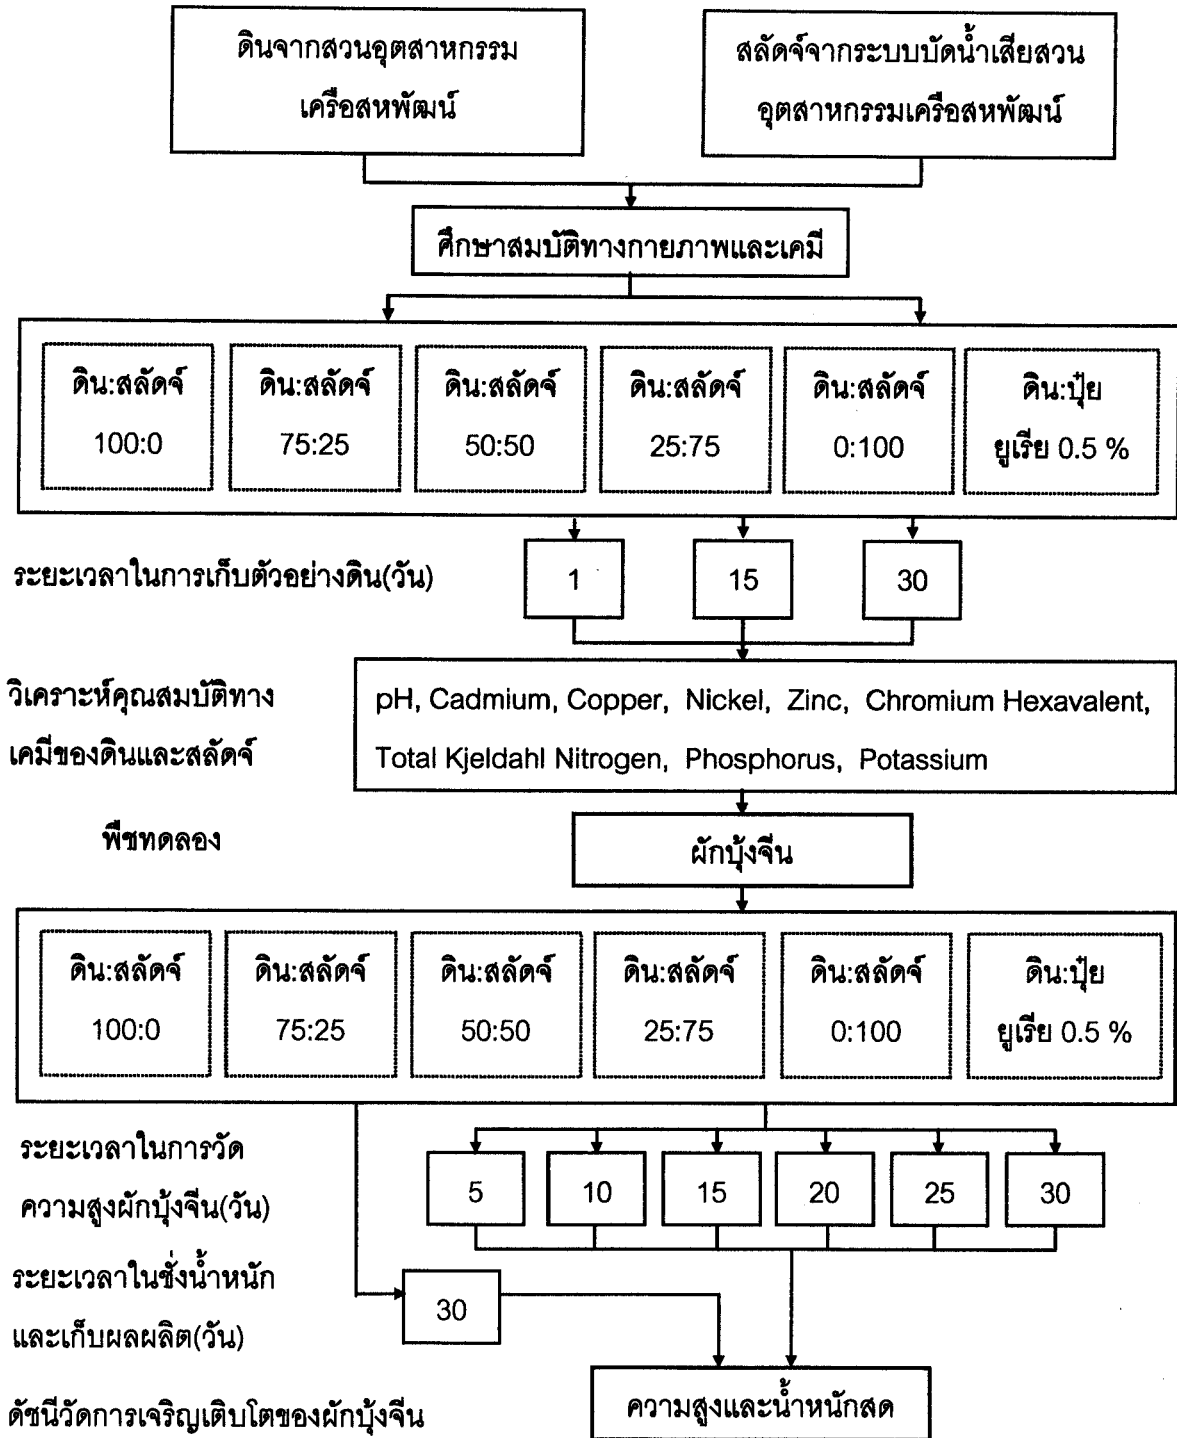 ดินจากสวนอุตสาหกรรม
เครือสหพัฒน์
สลัดจ์จากระบบบัดน้ำเสียสวน
อุตสาหกรรมเครือสหพัฒน์
ศึกษาสมบัติทางกายภาพและเคมี
ดิน:สลัดจ์
100:0
ดิน:สลัดจ์
75:25
ดิน:สลัดจ์
50:50
ดิน:สลัดจ์
25:75
ดิน:สลัดจ์
0:100
ดิน:ปุ๋ย
ยูเรีย 0.5 %
ระยะเวลาในการเก็บตัวอย่างดิน(วัน)
1
15
30
วิเคราะห์คุณสมบัติทาง
เคมีของดินและสลัดจ์
pH, Cadmium, Copper, Nickel, Zinc, Chromium Hexavalent,
Total Kjeldahl Nitrogen, Phosphorus, Potassium
พืชทดลอง
ผักบุ้งจีน
ดิน:สลัดจ์
100:0
ดิน:สลัดจ์
75:25
ดิน:สลัดจ์
50:50
ดิน:สลัดจ์
25:75
ดิน:สลัดจ์
0:100
ดิน:ปุ๋ย
ยูเรีย 0.5 %
ระยะเวลาในการวัด
ความสูงผักบุ้งจีน(วัน)
5
10
15
20
25
30
ระยะเวลาในชั่งน้ำหนัก
และเก็บผลผลิต(วัน)
30
ดัชนีวัดการเจริญเติบโตของผักบุ้งจีน
ความสูงและน้ำหนักสด